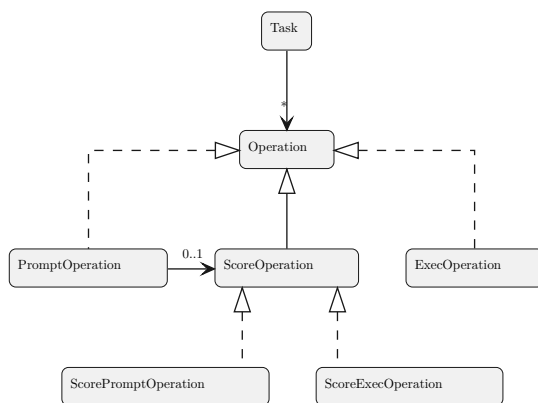 Task
*
Operation
PromptOperation
0..1
ScoreOperation
ExecOperation
ScorePromptOperation
ScoreExecOperation